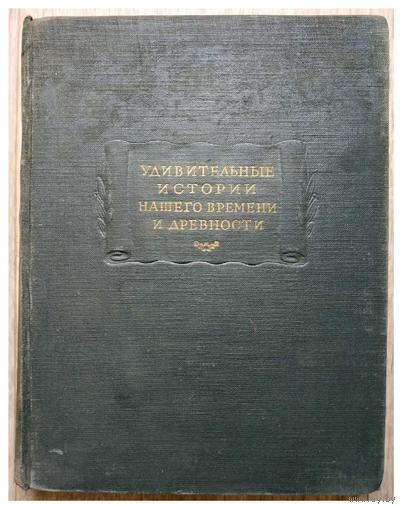 УДИВИТЕЛЬНЫЕ
ИСТОРИИ
НАШЕГО ВРЕМЕНИ
И ДРЕВНОСТИ